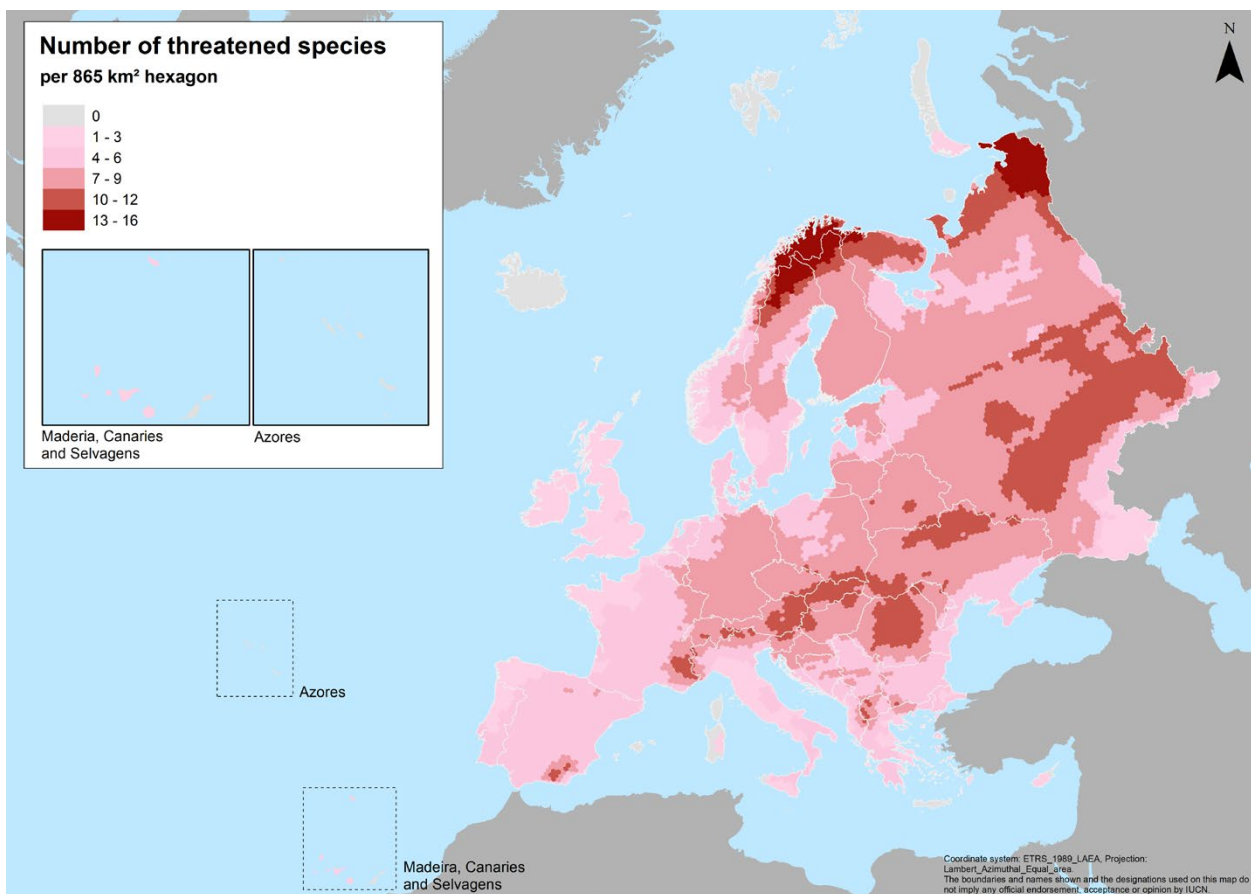 Number of threatened species
per 865 km² hexagon
0
1 - 3
4 - 6
7 - 9
10 - 12
13 - 16
Maderia, Canaries
and Selvagens
Azores
N
Azores
Madeira, Canaries
and Selvagens
Coordinate system: ETRS_1989_LAEA, Projection:
Lambert_Azimuthal_Equal_area.
The boundaries and names shown and the designations used on this map do
not imply any official endorsement, acceptance or opinion by IUCN.